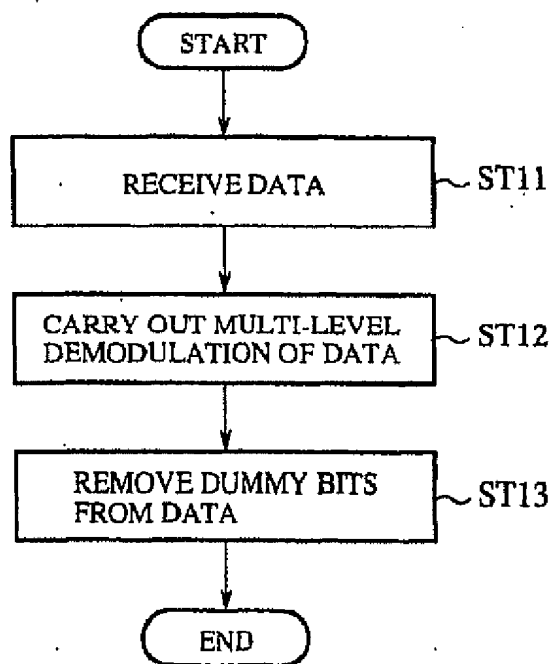 START
RECEIVE DATA
ST11
CARRY OUT MULTI-LEVEL
DEMODULATION OF DATA
ST12
REMOVE DUMMY BITS
FROM DATA
ST13
END